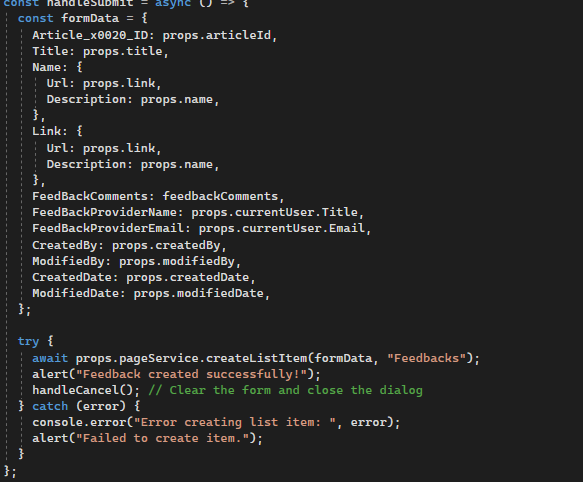 const handleSubmit = async () => {
  const formData = {
    Article_x0020_ID: props.articleId,
    Title: props.title,
    Name: {
      Url: props.link,
      Description: props.name,
    },
    Link: {
      Url: props.link,
      Description: props.name,
    },
    FeedBackComments: feedbackComments,
    FeedBackProviderName: props.currentUser.Title,
    FeedBackProviderEmail: props.currentUser.Email,
    CreatedBy: props.createdBy,
    ModifiedBy: props.modifiedBy,
    CreatedDate: props.createdDate,
    ModifiedDate: props.modifiedDate,
  };
  try {
    await props.pageService.createListItem(formData, "Feedbacks");
    alert("Feedback created successfully!");
    handleCancel(); // Clear the form and close the dialog
  } catch (error) {
    console.error("Error creating list item: ", error);
    alert("Failed to create item.");
  }
};